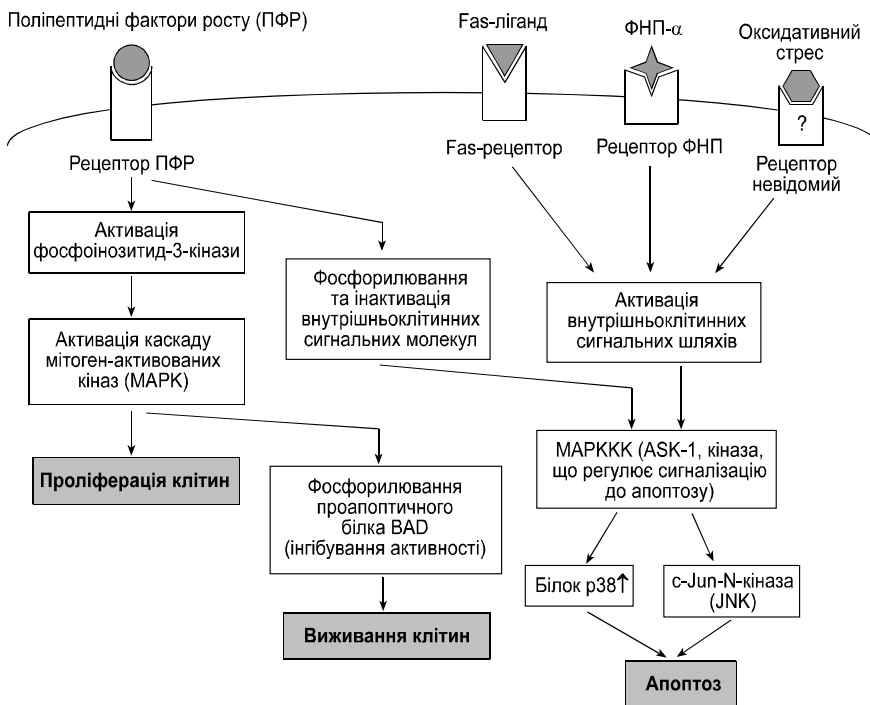 Поліпептидні фактори росту (ПФР)
Fas-ліганд
ФНП-α
Оксидативний
стрес
?
Рецептор ПФР
Fas-рецептор
Рецептор ФНП
Рецептор
невідомий
Активація
фосфоінозитид-3-кінази
Фосфорилювання
та інактивація
внутрішньоклітинних
сигнальних молекул
Активація
внутрішньоклітинних
сигнальних шляхів
Активація каскаду
мітоген-активованих
кіназ (MAPK)
MAPKKK (ASK-1, кіназа,
що регулює сигналізацію
до апоптозу)
Проліферація клітин
Фосфорилювання
проапоптичного
білка BAD
(інгібування активності)
Білок p38↑
c-Jun-N-кіназа
(JNK)
Виживання клітин
Апоптоз